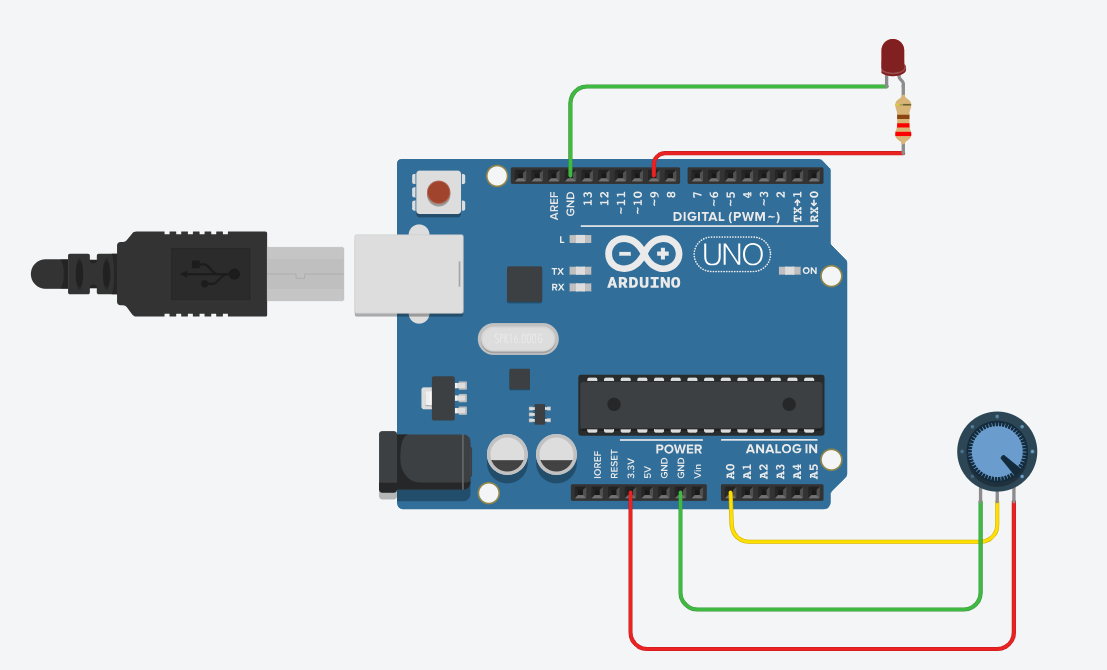 AREF
GND
13
12
~11
~10
~9
8
7
~6
~5
4
~3
2
TX→1
RX←0
DIGITAL (PWM~)
L
TX
RX
ARDUINO
UNO
ON
SPK16.000G
POWER
ANALOG IN
IOREF
RESET
3.3V
5V
GND
GND
Vin
A0
A1
A2
A3
A4
A5